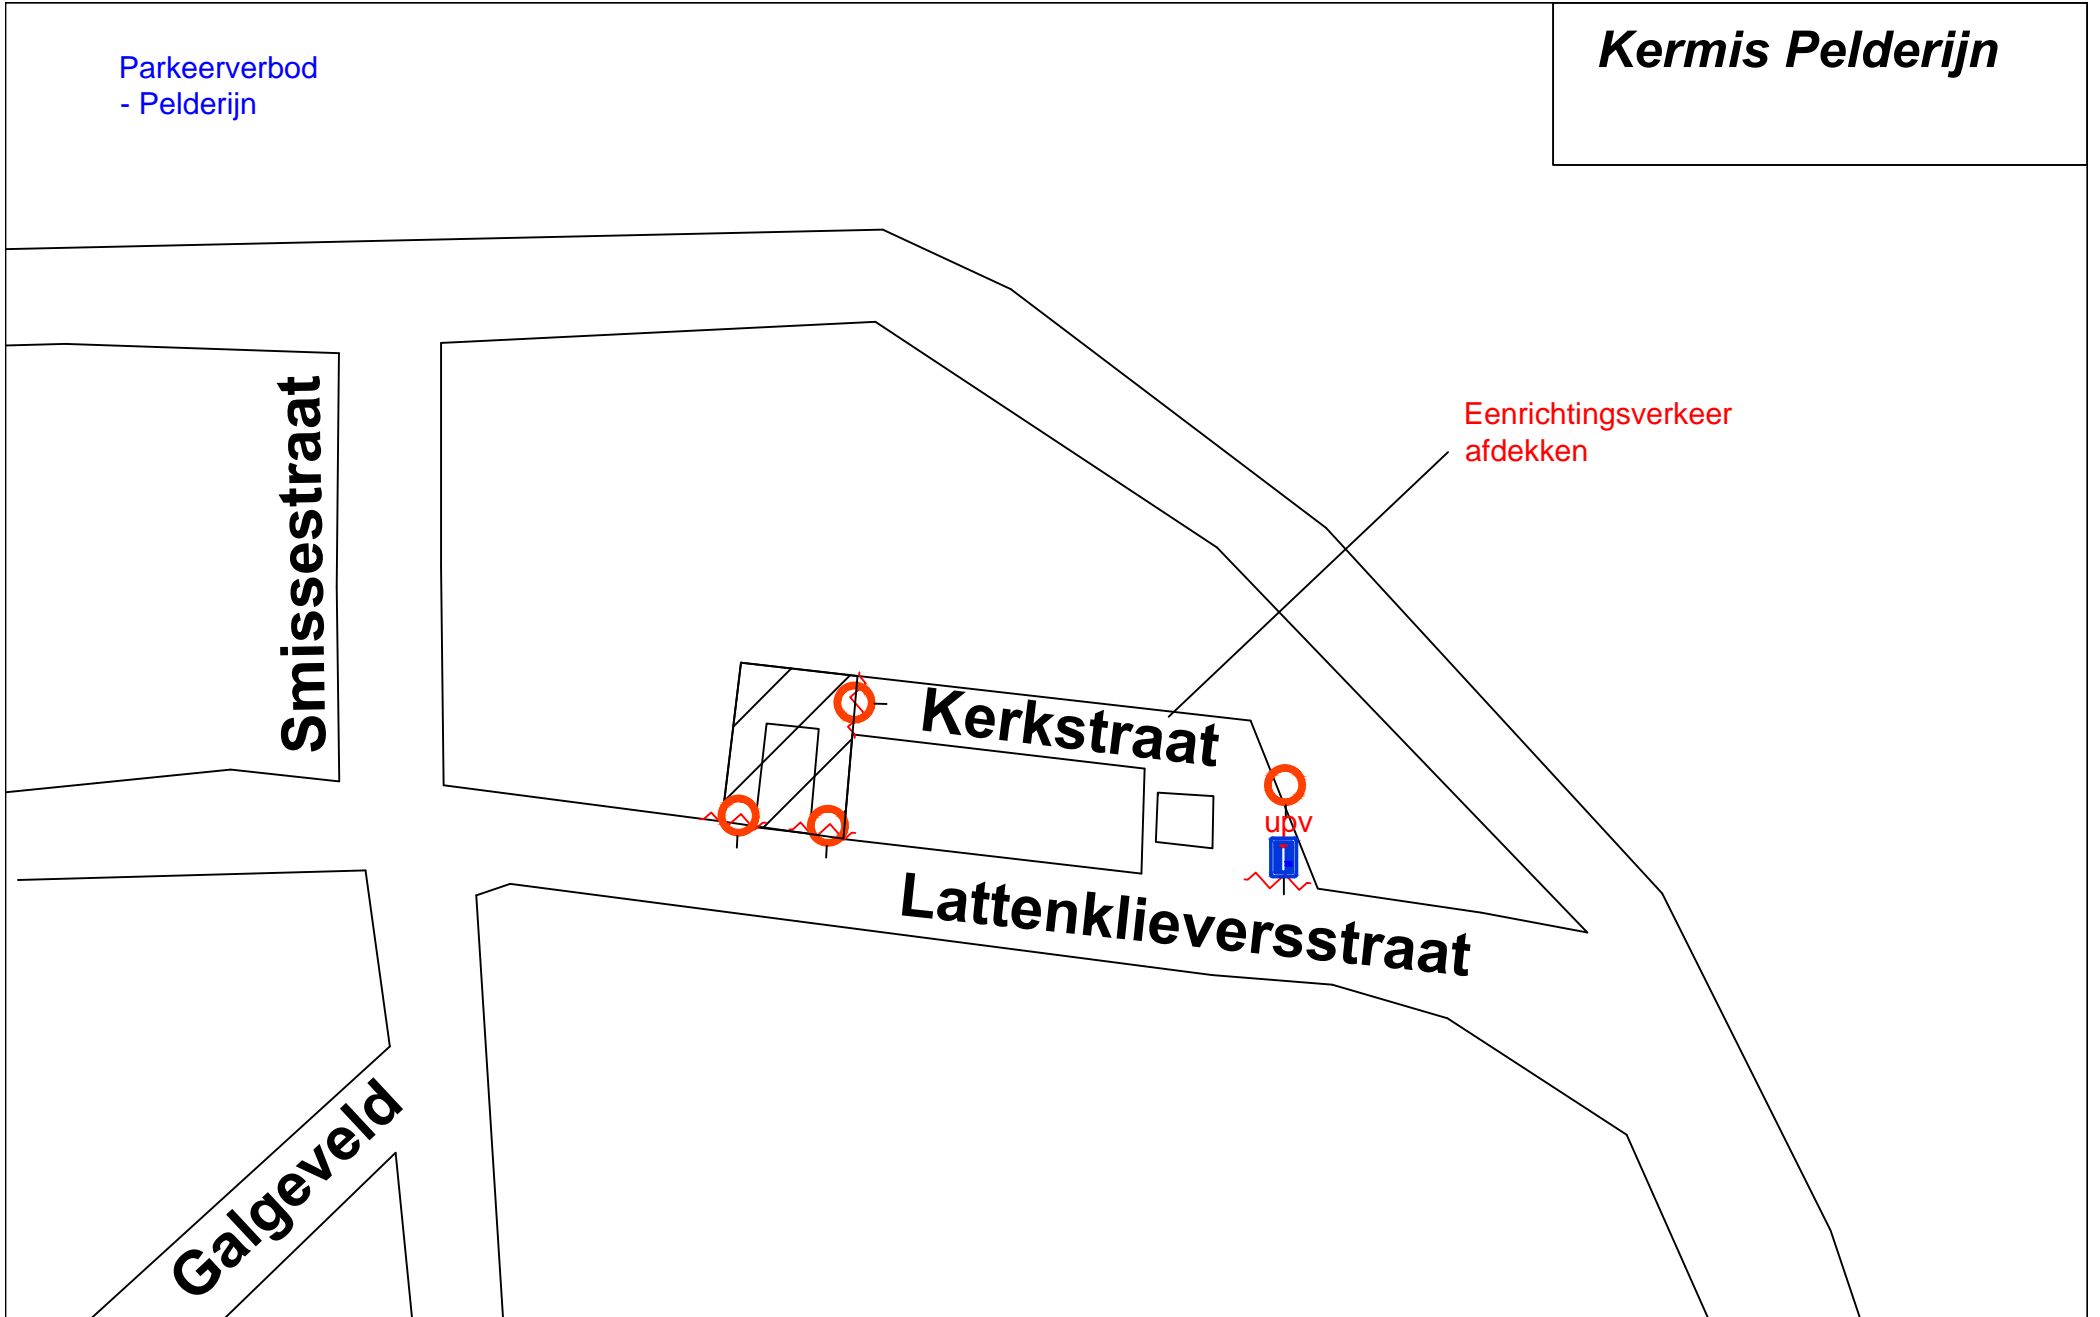 Parkeerverbod
- Pelderijn
Kermis Pelderijn
Smissestraat
Eenrichtingsverkeer
afdekken
Kerkstraat
upv
Lattenklieversstraat
Galgeveld